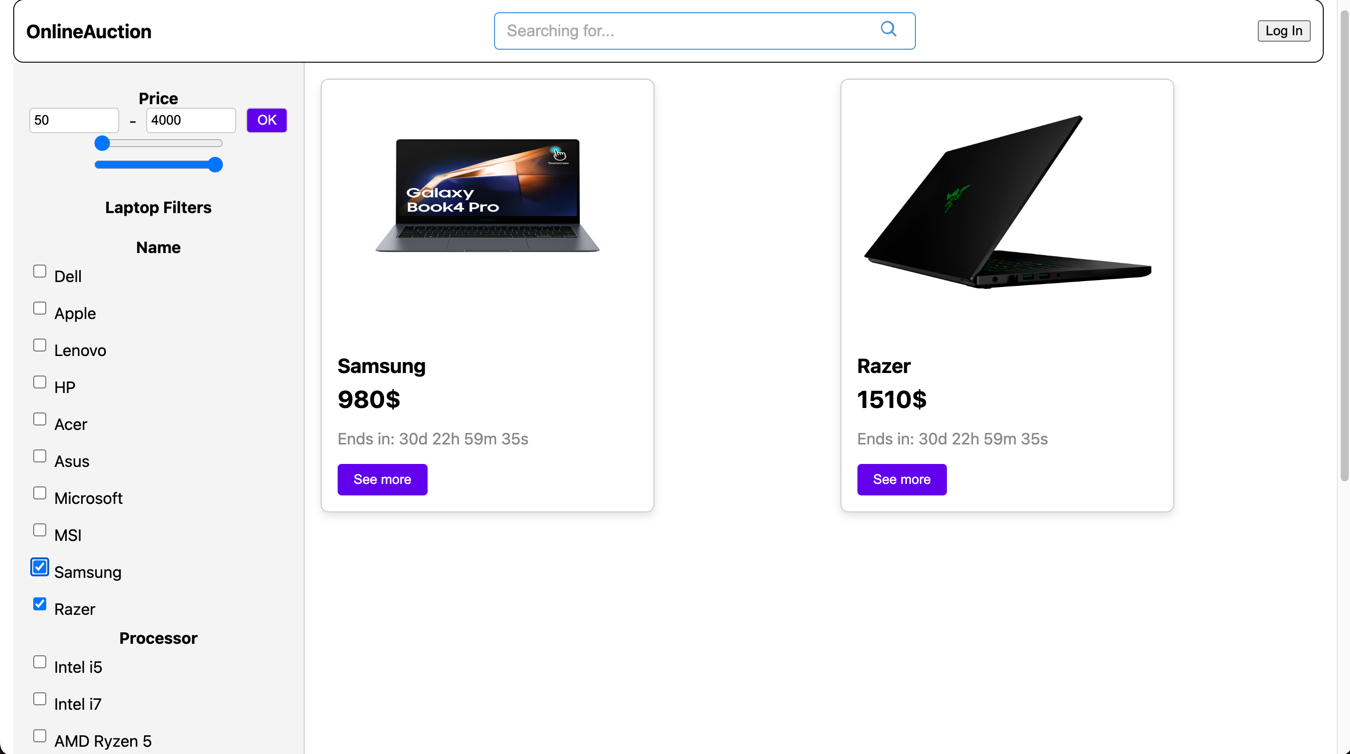 OnlineAuction
Searching for...
Log In
Price
50 - 4000 OK
Laptop Filters
Name
Dell
Apple
Lenovo
HP
Acer
Asus
Microsoft
MSI
Samsung
Razer
Processor
Intel i5
Intel i7
AMD Ryzen 5
Galaxy
Book4 Pro
Samsung
980$
Ends in: 30d 22h 59m 35s
See more
Razer
1510$
Ends in: 30d 22h 59m 35s
See more